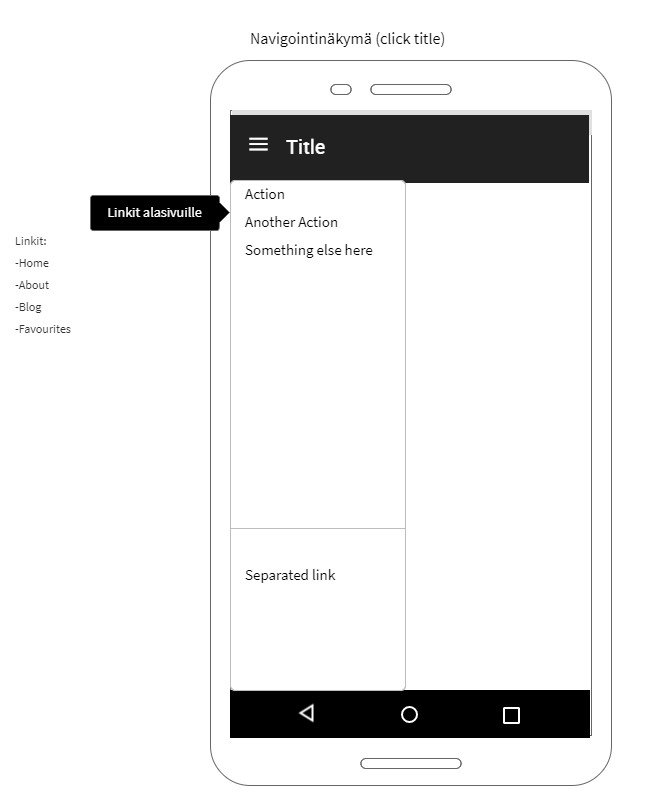 Navigointinäkymä (click title)
Title
Action
Linkit alasivuille
Another Action
Linkit:
Something else here
-Home
-About
-Blog
-Favourites
Separated link